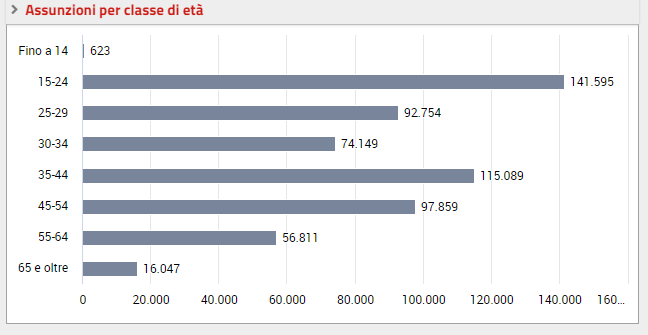 Assunzioni per classe di età
Fino a 14 623
15-24 141.595
25-29 92.754
30-34 74.149
35-44 115.089
45-54 97.859
55-64 56.811
65 e oltre 16.047
0 20.000 40.000 60.000 80.000 100.000 120.000 140.000 160...